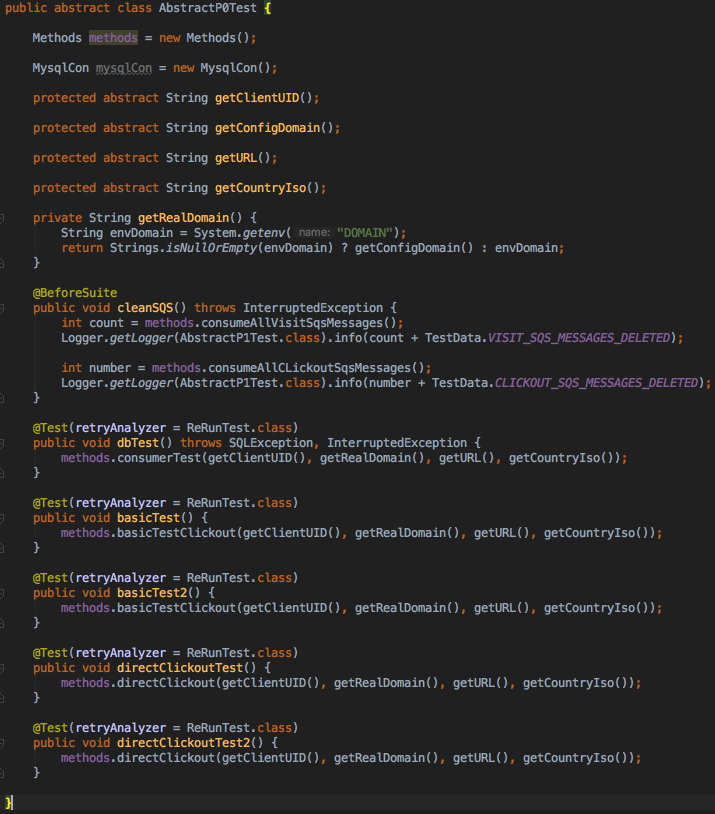 public abstract class AbstractP0Test {
Methods methods = new Methods();
MysqlCon mysqlCon = new MysqlCon();
protected abstract String getClientUID();
protected abstract String getConfigDomain();
protected abstract String getURL();
protected abstract String getCountryIso();
private String getRealDomain() {
String envDomain = System.getenv( name: "DOMAIN");
return Strings.isNullOrEmpty(envDomain) ? getConfigDomain() : envDomain;
}
@BeforeSuite
public void cleanSQS() throws InterruptedException {
int count = methods.consumeAllVisitSqsMessages();
Logger.getLogger(AbstractP1Test.class).info(count + TestData.VISIT_SQS_MESSAGES_DELETED);
int number = methods.consumeAllCLickoutSqsMessages();
Logger.getLogger(AbstractP1Test.class).info(number + TestData.CLICKOUT_SQS_MESSAGES_DELETED);
}
@Test(retryAnalyzer = ReRunTest.class)
public void dbTest() throws SQLException, InterruptedException {
methods.consumerTest(getClientUID(), getRealDomain(), getURL(), getCountryIso());
}
@Test(retryAnalyzer = ReRunTest.class)
public void basicTest() {
methods.basicTestClickout(getClientUID(), getRealDomain(), getURL(), getCountryIso());
}
@Test(retryAnalyzer = ReRunTest.class)
public void basicTest2() {
methods.basicTestClickout(getClientUID(), getRealDomain(), getURL(), getCountryIso());
}
@Test(retryAnalyzer = ReRunTest.class)
public void directClickoutTest() {
methods.directClickout(getClientUID(), getRealDomain(), getURL(), getCountryIso());
}
@Test(retryAnalyzer = ReRunTest.class)
public void directClickoutTest2() {
methods.directClickout(getClientUID(), getRealDomain(), getURL(), getCountryIso());
}
}